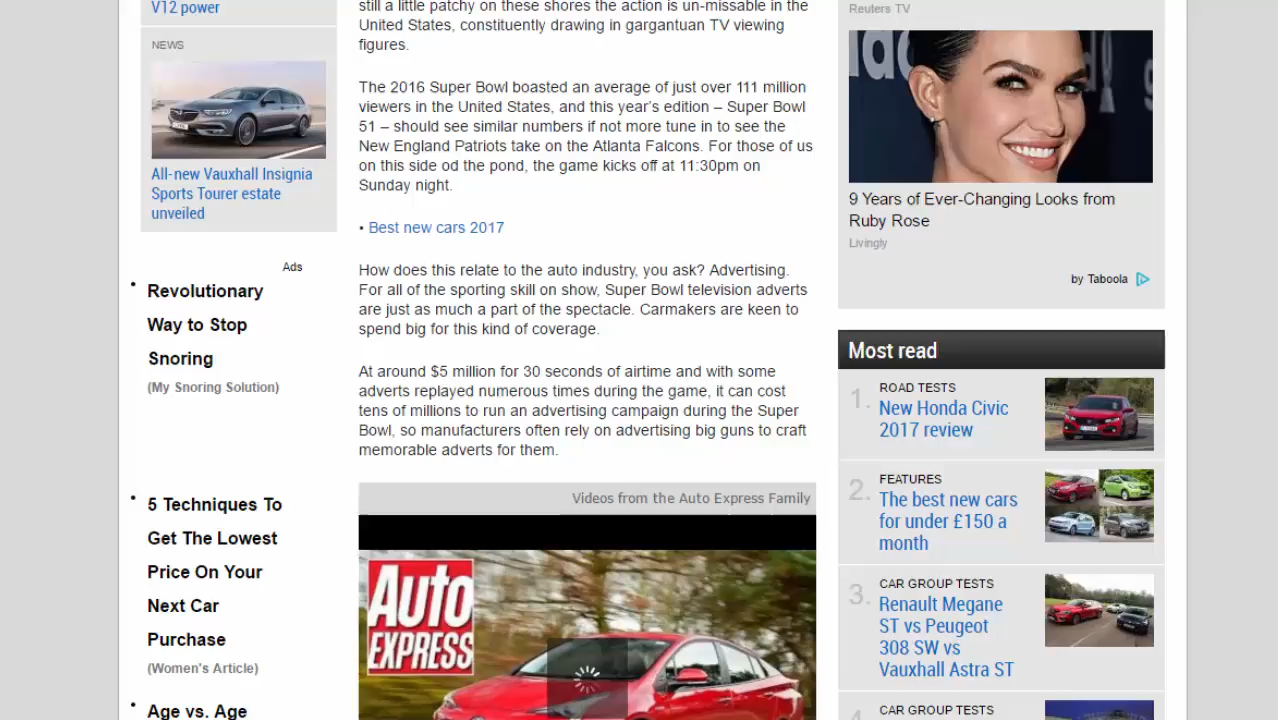 V12 power
NEWS
All-new Vauxhall Insignia
Sports Tourer estate
unveiled
Ads
• Revolutionary
Way to Stop
Snoring
(My Snoring Solution)
• 5 Techniques To
Get The Lowest
Price On Your
Next Car
Purchase
(Women's Article)
• Age vs. Age
still a little patchy on these shores the action is un-missable in the
United States, constituently drawing in gargantuan TV viewing
figures.
The 2016 Super Bowl boasted an average of just over 111 million
viewers in the United States, and this year's edition – Super Bowl
51 – should see similar numbers if not more tune in to see the
New England Patriots take on the Atlanta Falcons. For those of us
on this side od the pond, the game kicks off at 11:30pm on
Sunday night.
• Best new cars 2017
How does this relate to the auto industry, you ask? Advertising.
For all of the sporting skill on show, Super Bowl television adverts
are just as much a part of the spectacle. Carmakers are keen to
spend big for this kind of coverage.
At around $5 million for 30 seconds of airtime and with some
adverts replayed numerous times during the game, it can cost
tens of millions to run an advertising campaign during the Super
Bowl, so manufacturers often rely on advertising big guns to craft
memorable adverts for them.
Videos from the Auto Express Family
Auto
EXPRESS
Reuters TV
9 Years of Ever-Changing Looks from
Ruby Rose
Livingly
by Taboola
Most read
1. ROAD TESTS
New Honda Civic
2017 review
2. FEATURES
The best new cars
for under £150 a
month
3. CAR GROUP TESTS
Renault Megane
ST vs Peugeot
308 SW vs
Vauxhall Astra ST
4. CAR GROUP TESTS